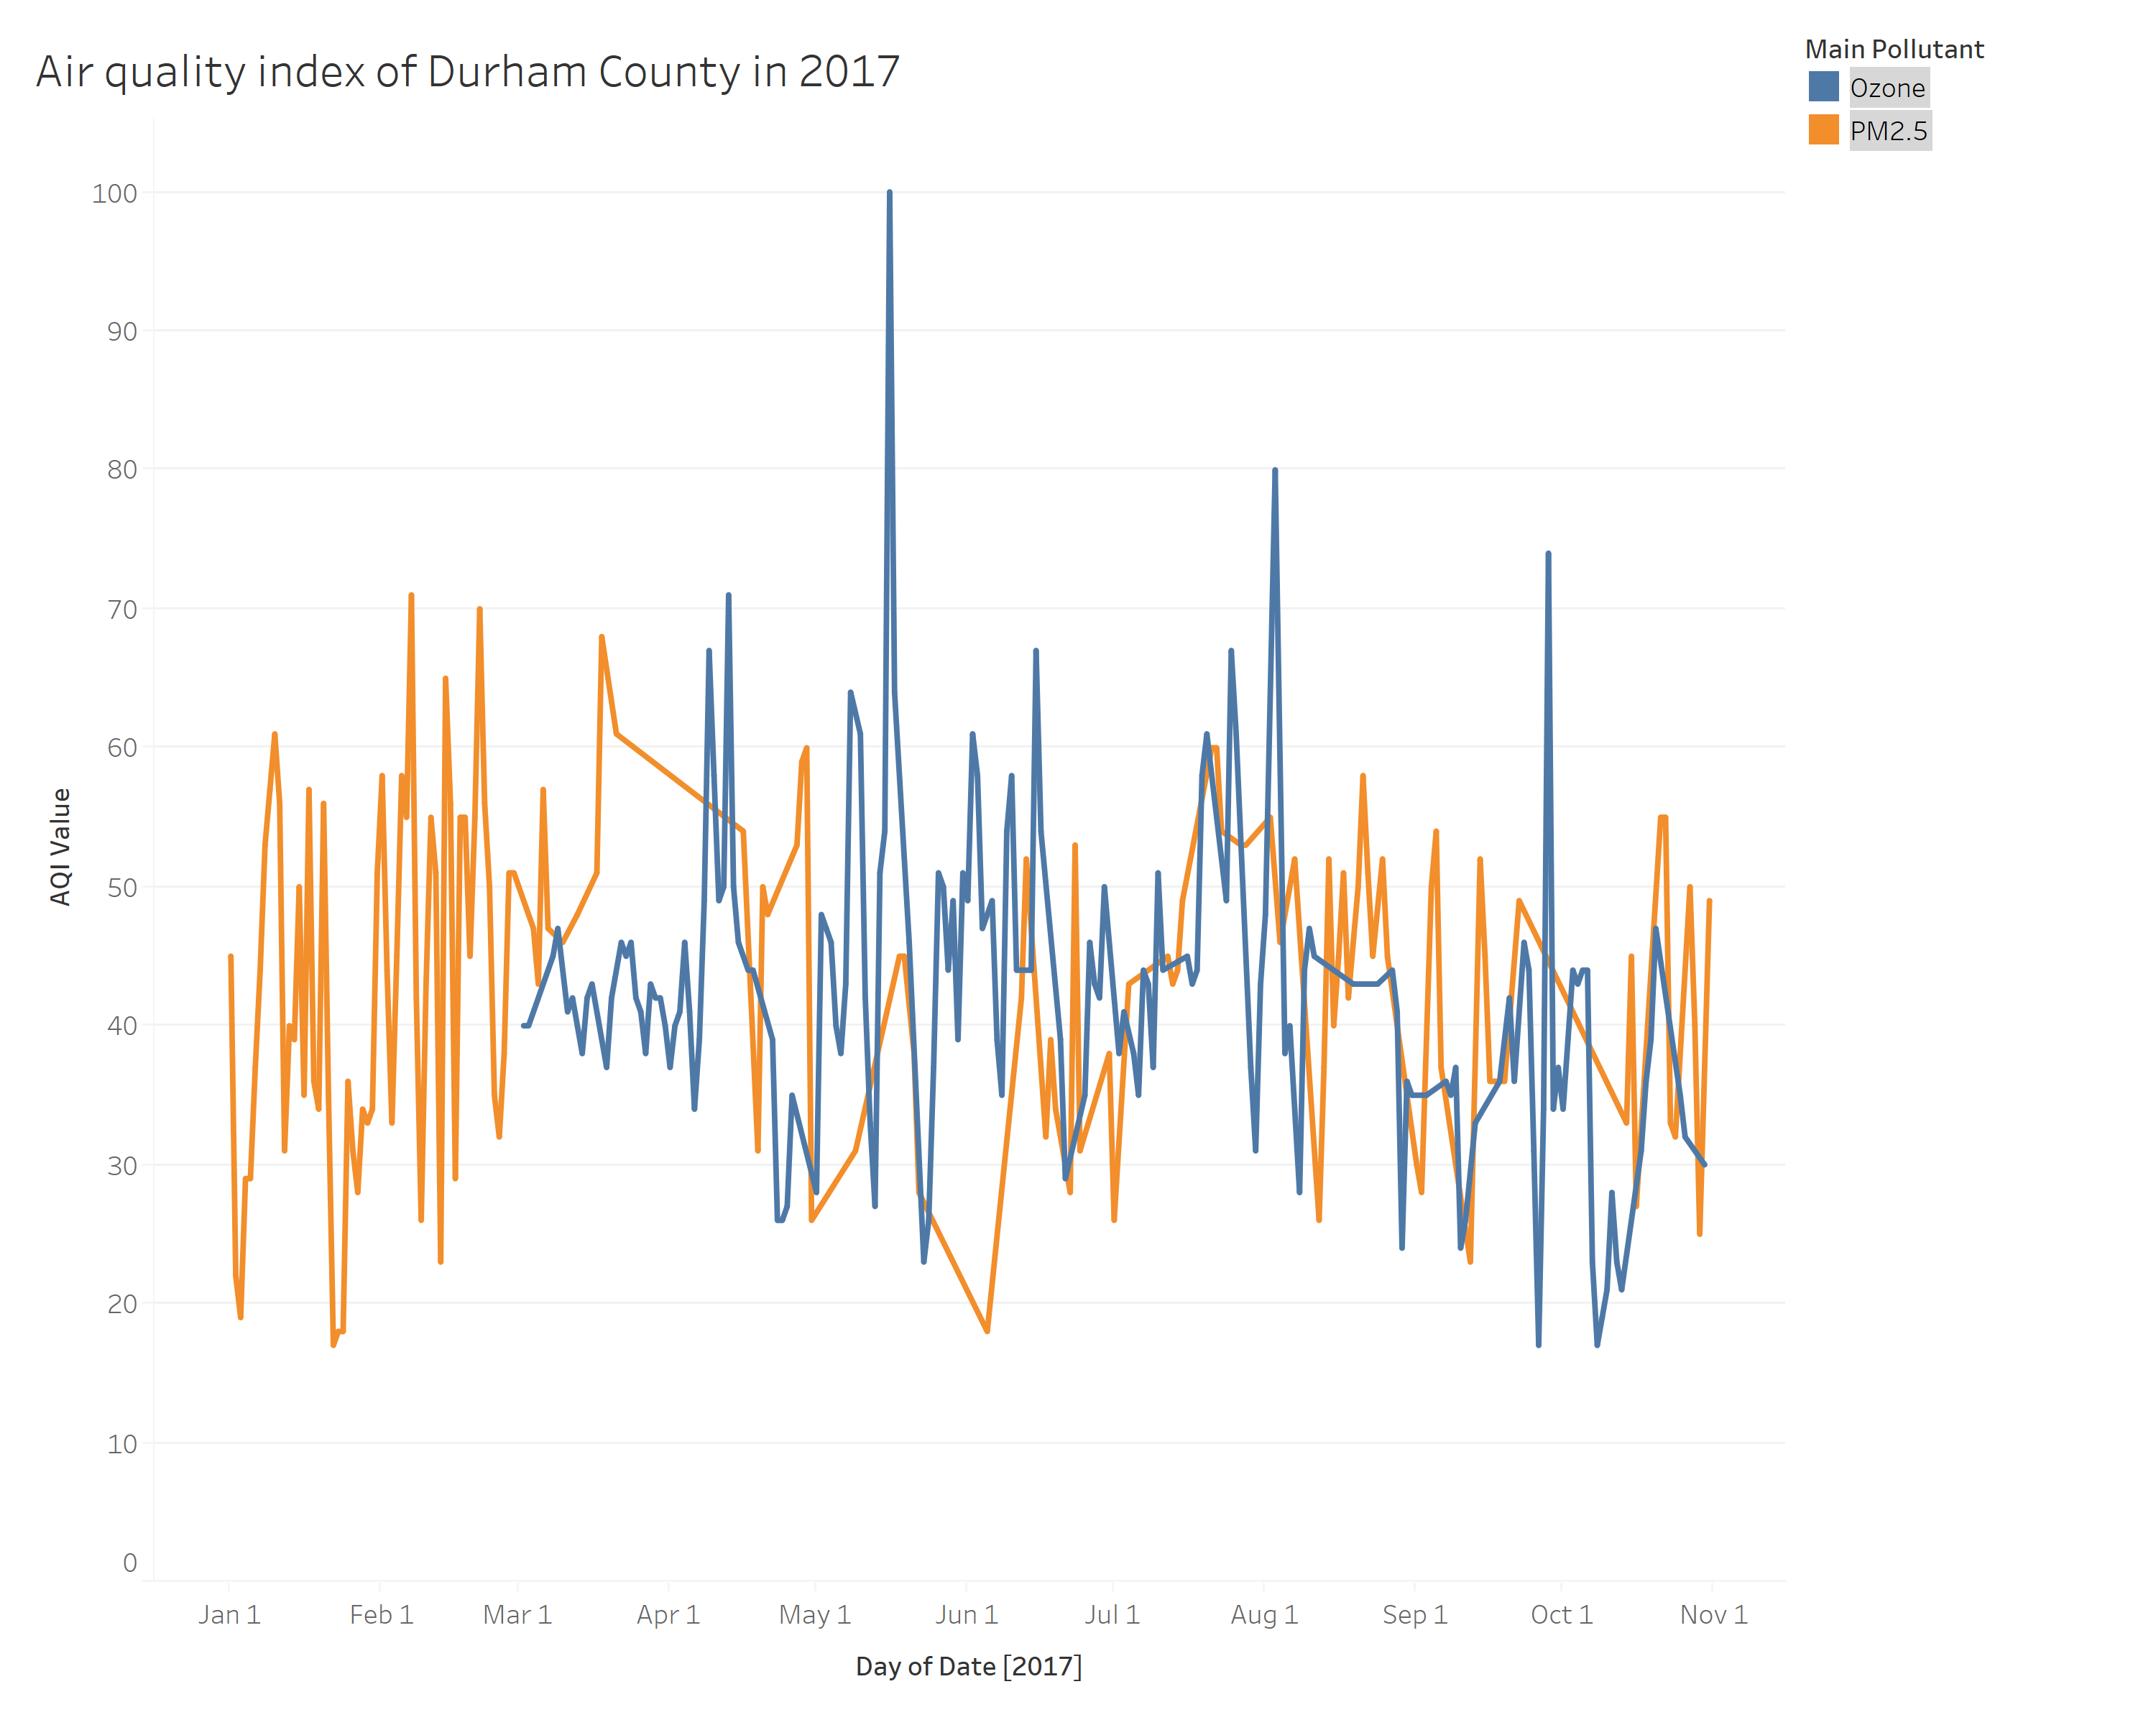 Air quality index of Durham County in 2017
Main Pollutant
Ozone
PM2.5
100
90
80
70
60
50
40
30
20
10
0
AQI Value
Jan 1
Feb 1
Mar 1
Apr 1
May 1
Jun 1
Jul 1
Aug 1
Sep 1
Oct 1
Nov 1
Day of Date [2017]